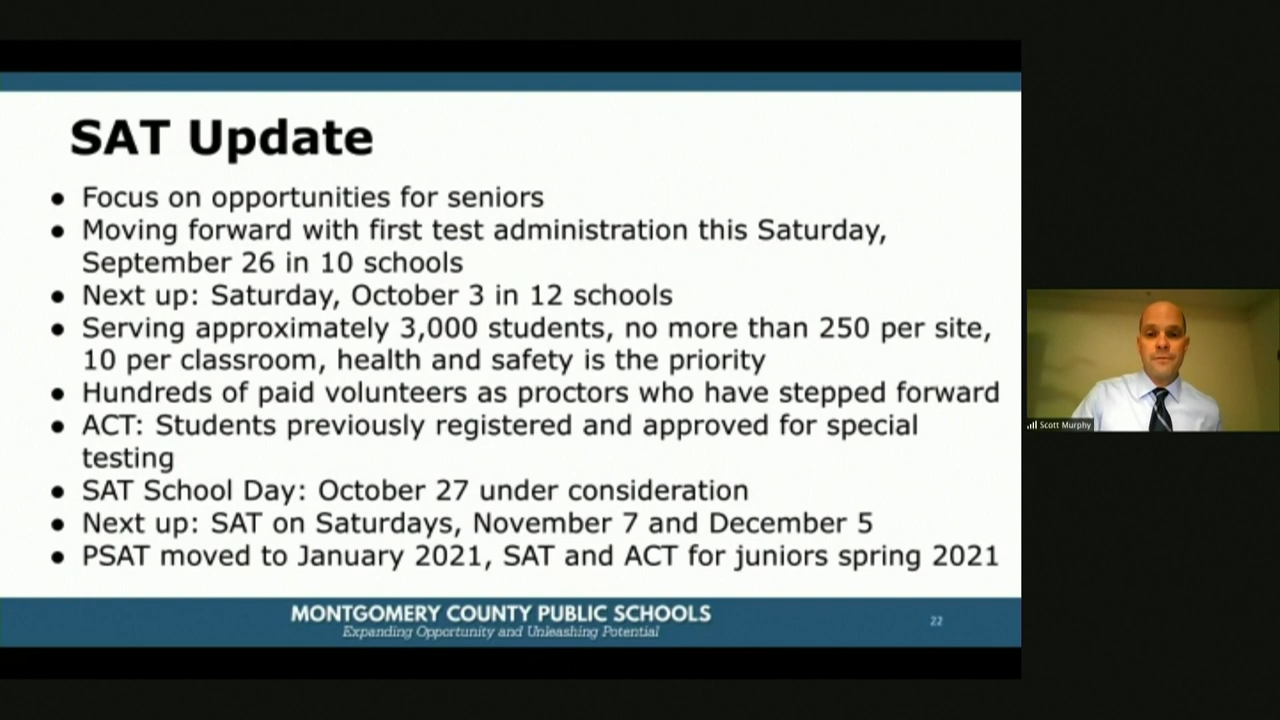 SAT Update
● Focus on opportunities for seniors
● Moving forward with first test administration this Saturday,
September 26 in 10 schools
● Next up: Saturday, October 3 in 12 schools
● Serving approximately 3,000 students, no more than 250 per site,
10 per classroom, health and safety is the priority
● Hundreds of paid volunteers as proctors who have stepped forward
● ACT: Students previously registered and approved for special
testing
● SAT School Day: October 27 under consideration
● Next up: SAT on Saturdays, November 7 and December 5
● PSAT moved to January 2021, SAT and ACT for juniors spring 2021
MONTGOMERY COUNTY PUBLIC SCHOOLS
Expanding Opportunity and Unleashing Potential
22
Scott Murphy